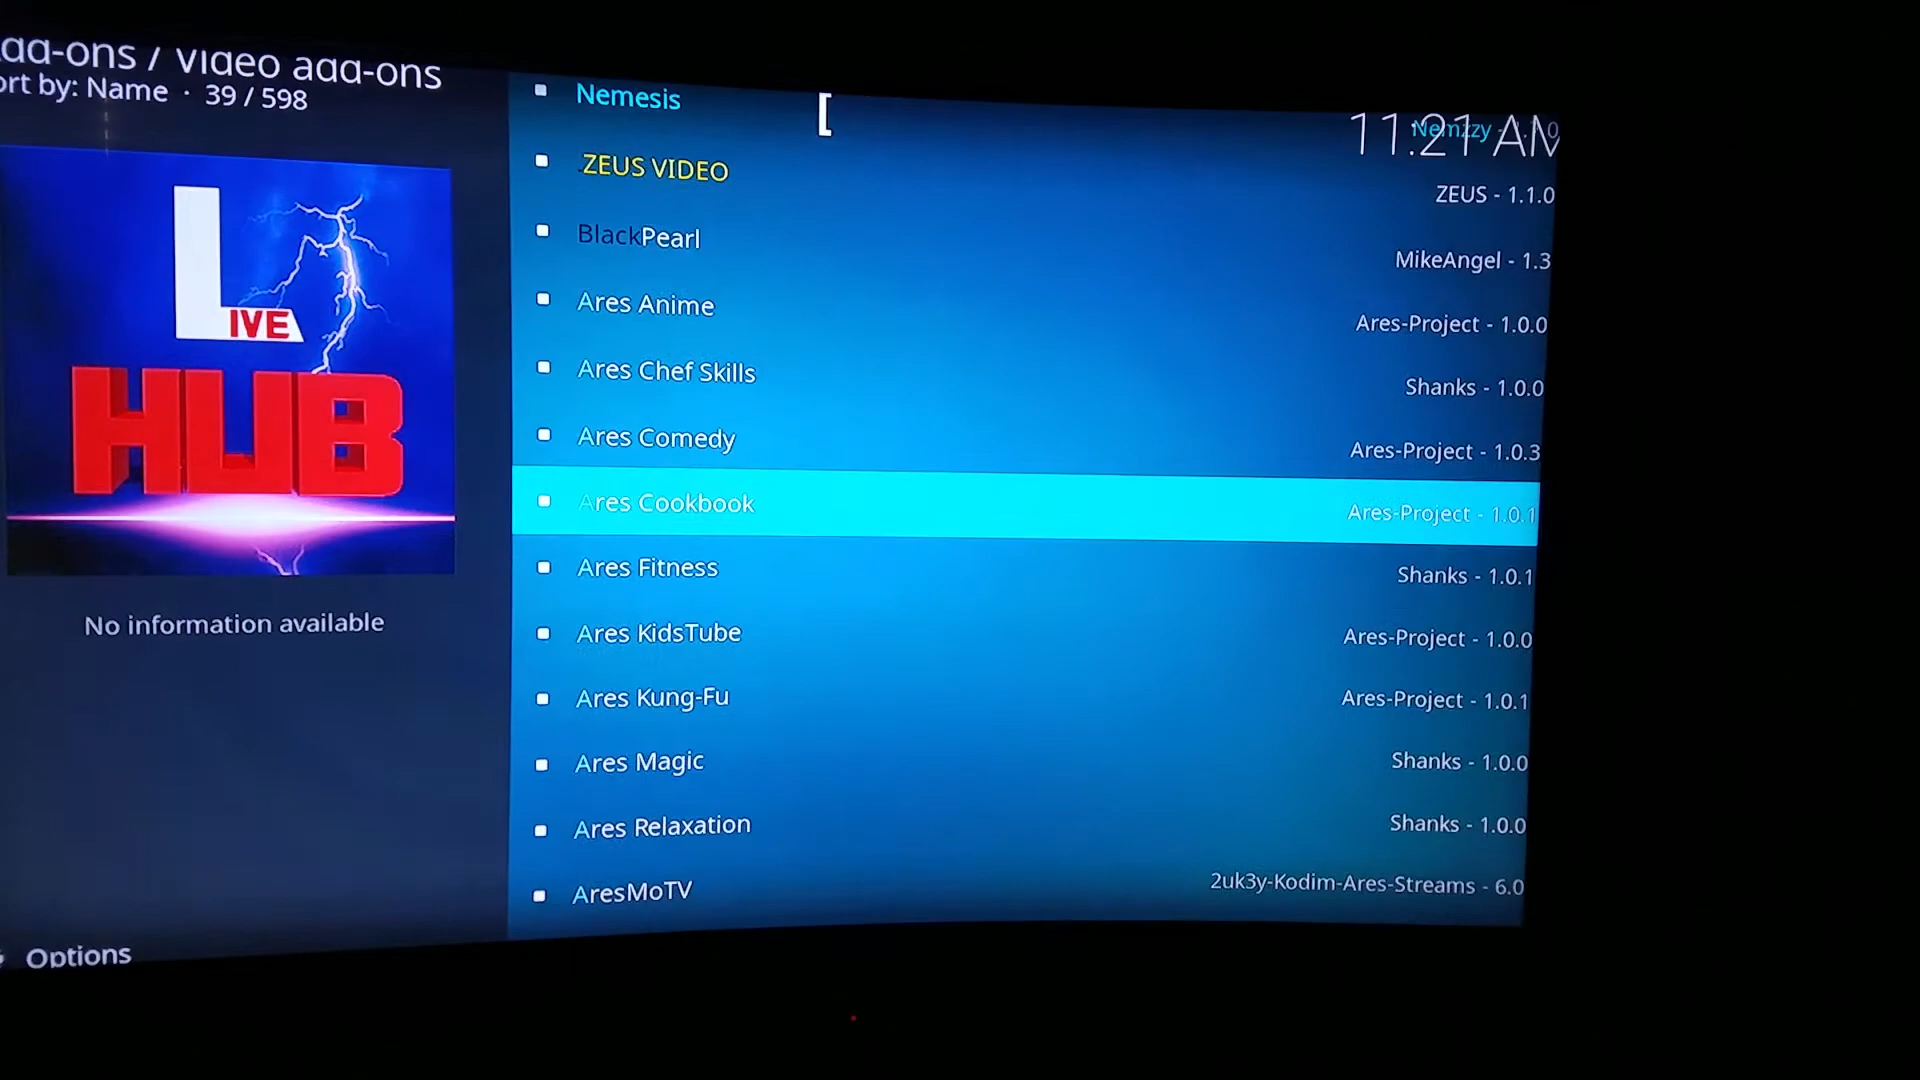 add-ons / Video add-ons
ort by: Name · 39 / 598
11:21 AM
LIVE
HUB
No information available
Options
[
Nemesis Nemzzy -
ZEUS VIDEO ZEUS - 1.1.0
BlackPearl MikeAngel - 1.3
Ares Anime Ares-Project - 1.0.0
Ares Chef Skills Shanks - 1.0.0
Ares Comedy Ares-Project - 1.0.3
Ares Cookbook Ares-Project - 1.0.1
Ares Fitness Shanks - 1.0.1
Ares KidsTube Ares-Project - 1.0.0
Ares Kung-Fu Ares-Project - 1.0.1
Ares Magic Shanks - 1.0.0
Ares Relaxation Shanks - 1.0.0
AresMoTV 2uk3y-Kodim-Ares-Streams - 6.0